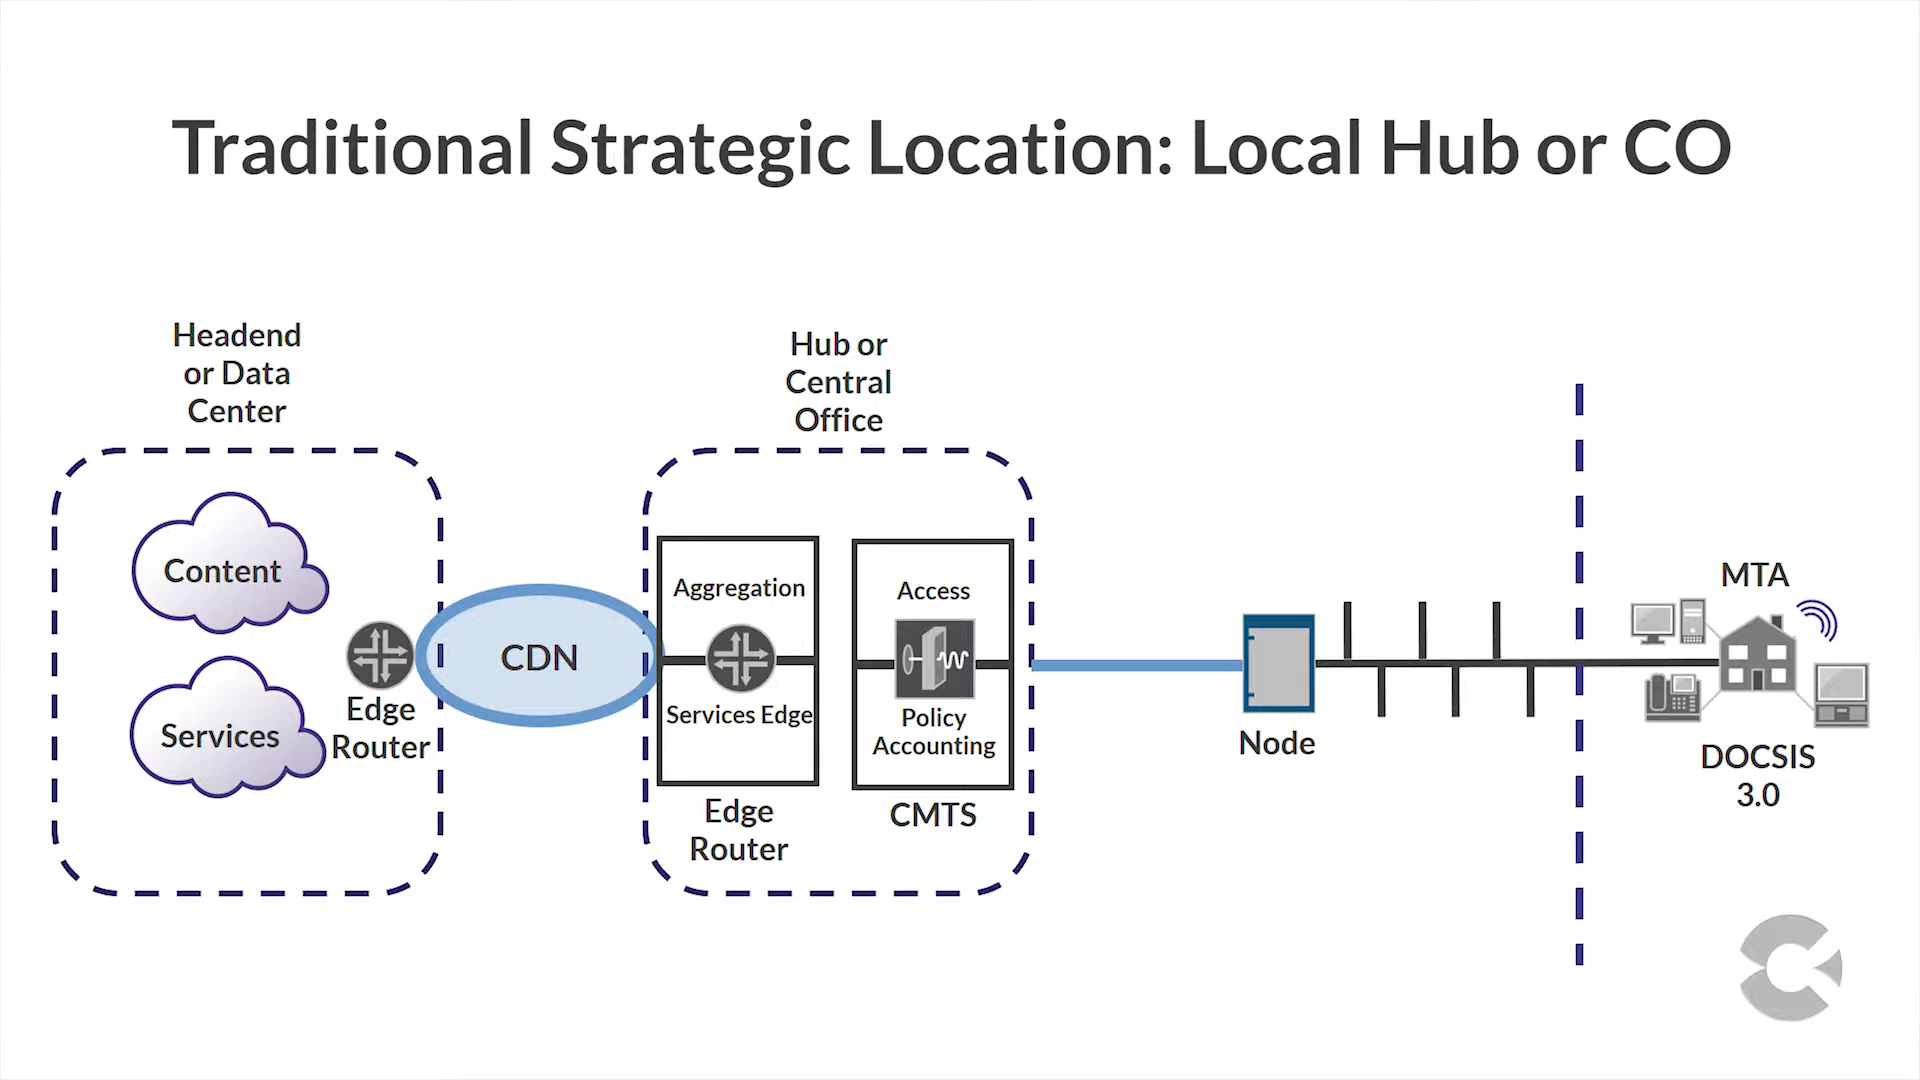 Traditional Strategic Location: Local Hub or CO
Headend
or Data
Center
Hub or
Central
Office
Content
Services
Edge
Router
CDN
Aggregation
Services Edge
Edge
Router
Access
Policy
Accounting
CMTS
Node
MTA
DOCSIS
3.0